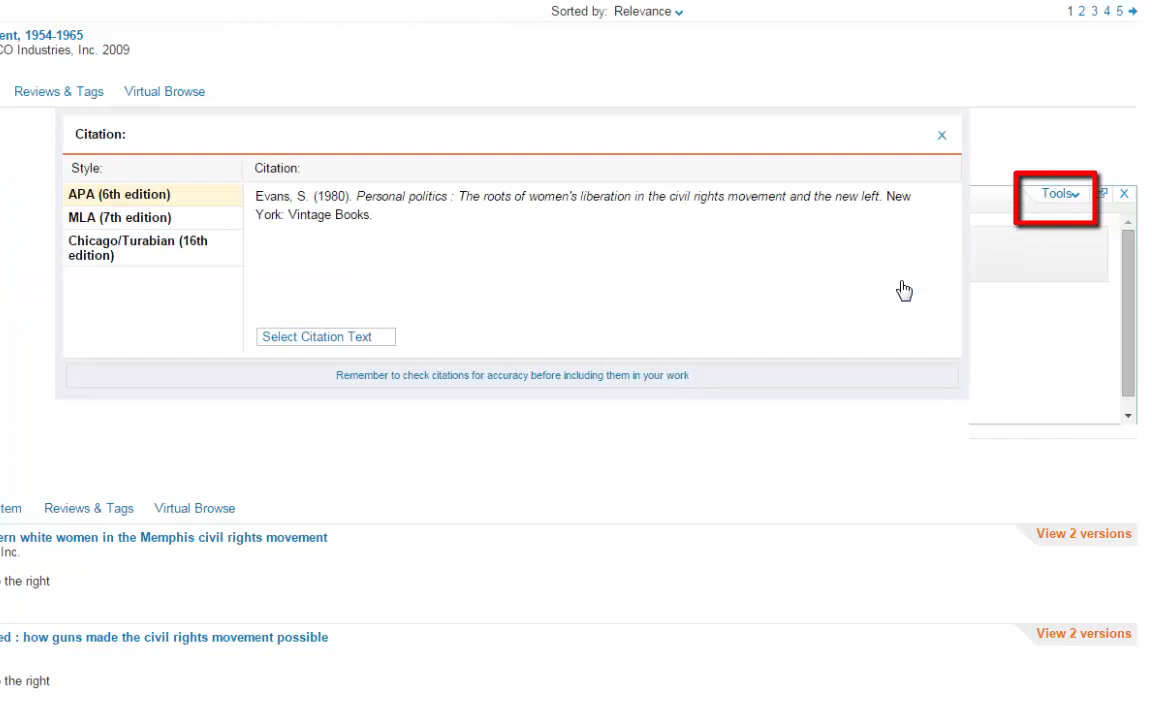 Sorted by: Relevance
1 2 3 4 5
ent, 1954-1965
CO Industries, Inc. 2009
Reviews & Tags Virtual Browse
Citation:
x
Style:
Citation:
APA (6th edition)
MLA (7th edition)
Chicago/Turabian (16th
edition)
Evans, S. (1980). Personal politics : The roots of women's liberation in the civil rights movement and the new left. New
York: Vintage Books.
Select Citation Text
Remember to check citations for accuracy before including them in your work
Tools
X
tem Reviews & Tags Virtual Browse
ern white women in the Memphis civil rights movement
View 2 versions
Inc.
the right
ed : how guns made the civil rights movement possible
View 2 versions
the right